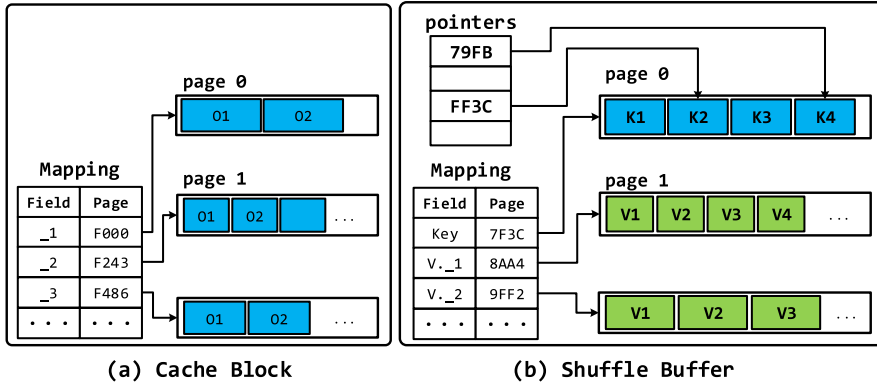 page 0
O1 O2
Mapping
Field Page
_1 F000
_2 F243
_3 F486
• • • • • •
page 1
O1 O2 ...
O1 O2 ...
(a) Cache Block
pointers
79FB
FF3C
page 0
K1 K2 K3 K4
Mapping
Field Page
Key 7F3C
V._1 8AA4
V._2 9FF2
• • • • • •
page 1
V1 V2 V3 V4 ...
V1 V2 V3 ...
(b) Shuffle Buffer